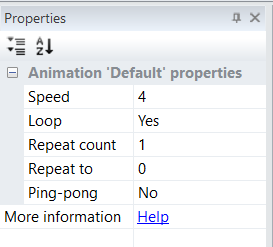 Properties
A
Z
Animation 'Default' properties
Speed 4
Loop Yes
Repeat count 1
Repeat to 0
Ping-pong No
More information Help